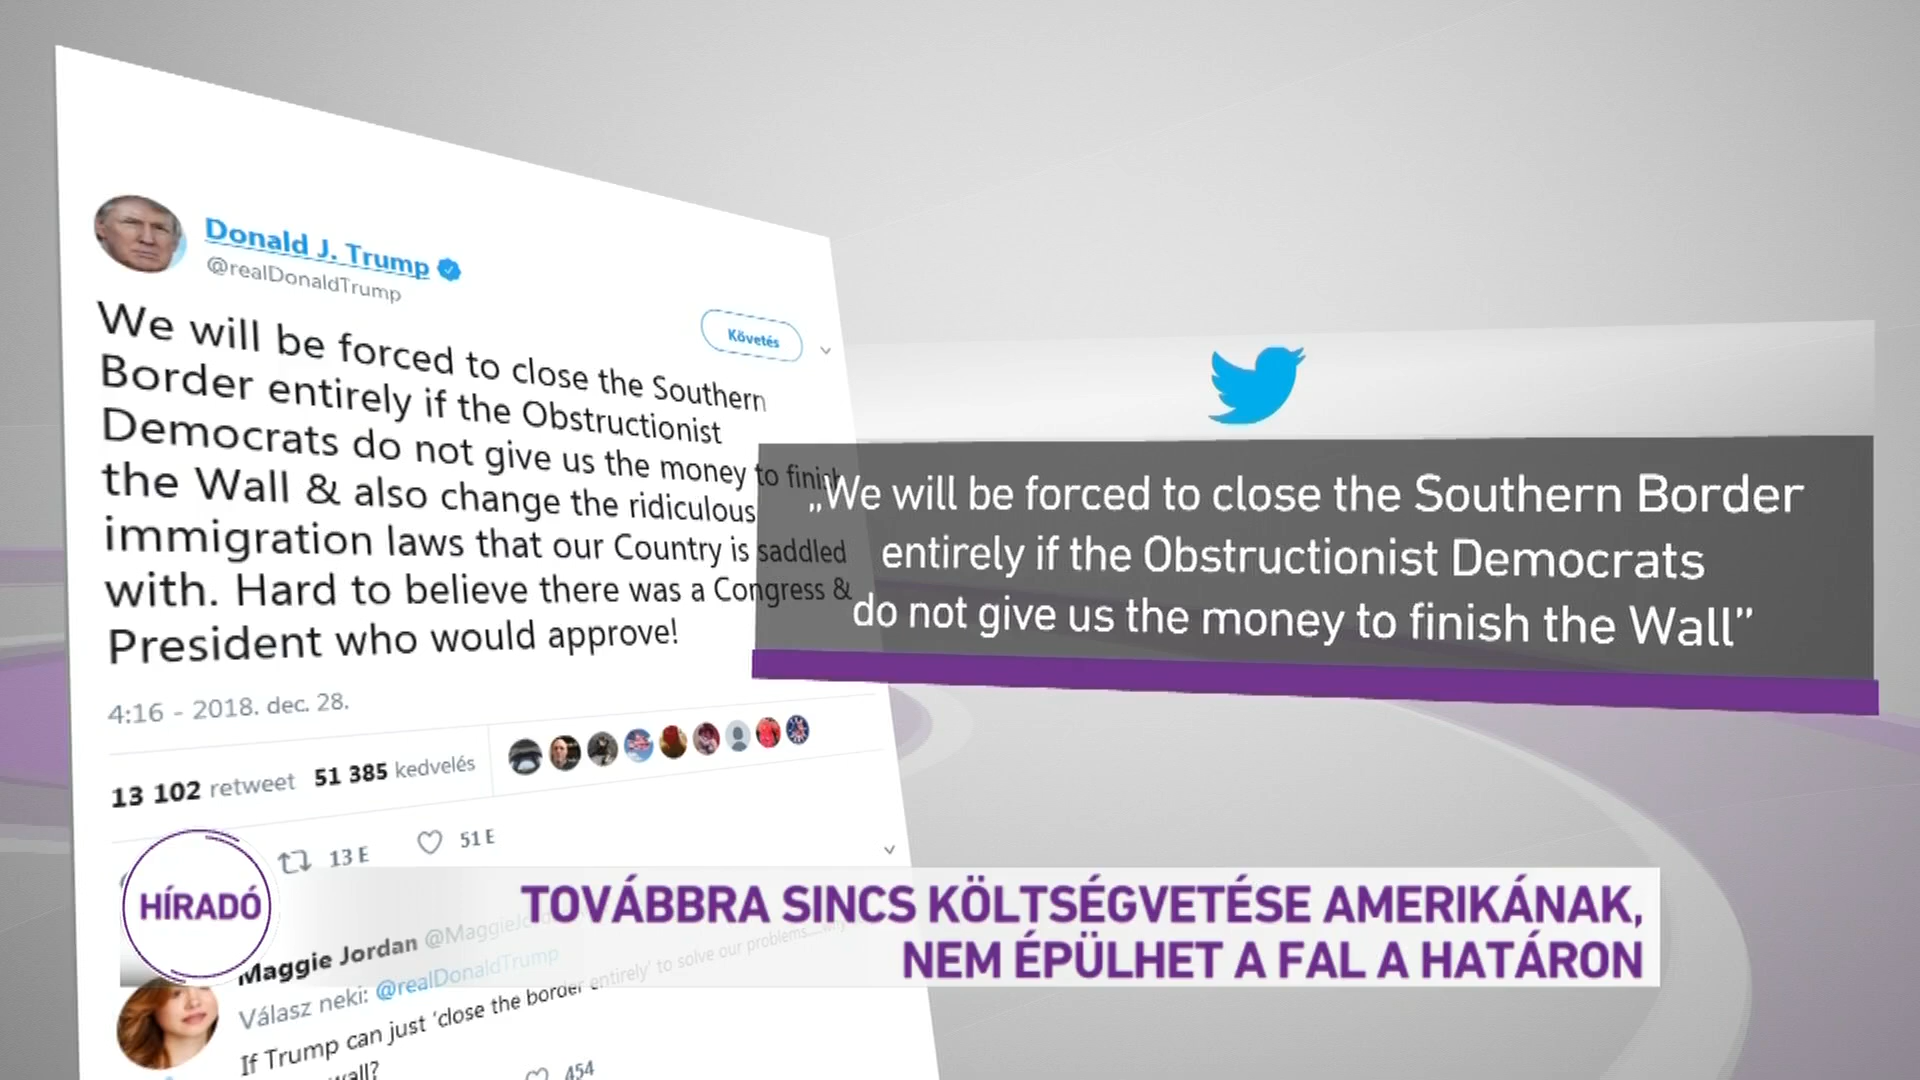 Donald J. Trump
@realDonaldTrump
Követés
We will be forced to close the Southern
Border entirely if the Obstructionist
Democrats do not give us the money to finish
the Wall & also change the ridiculous
immigration laws that our Country is saddled
with. Hard to believe there was a Congress &
President who would approve!
4:16 - 2018. dec. 28.
13 102 retweet 51 385 kedvelés
13 E 51 E
„We will be forced to close the Southern Border
entirely if the Obstructionist Democrats
do not give us the money to finish the Wall”
HÍRADÓ
TOVÁBBRA SINCS KÖLTSÉGVETÉSE AMERIKÁNAK,
NEM ÉPÜLHET A FAL A HATÁRON
Maggie Jordan
Válasz neki: @realDonaldTrump
If Trump can just 'close the border entirely' to solve our problems...
454